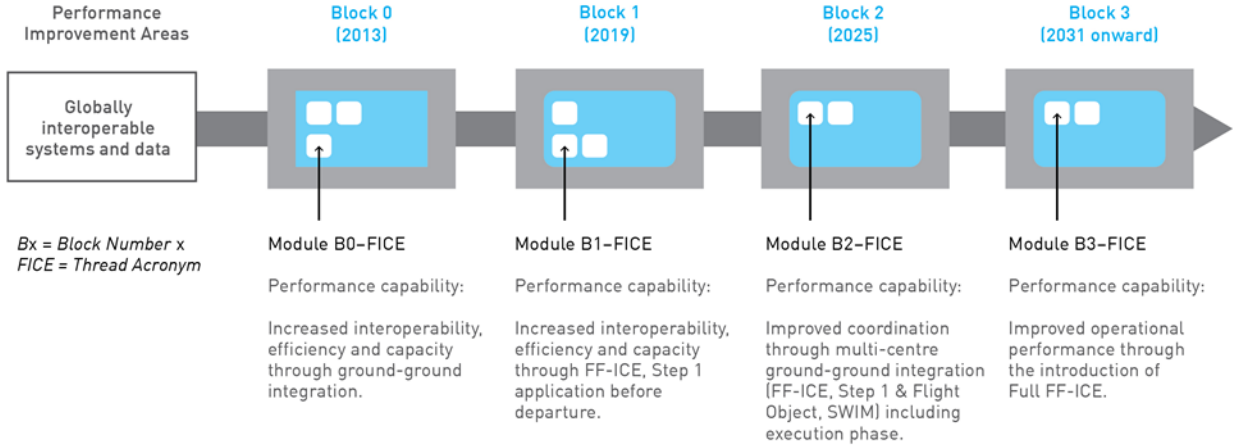 Performance
Improvement Areas
Block 0
(2013)
Block 1
(2019)
Block 2
(2025)
Block 3
(2031 onward)
Globally
interoperable
systems and data
Bx = Block Number x
FICE = Thread Acronym
Module B0–FICE
Performance capability:
Increased interoperability,
efficiency and capacity
through ground-ground
integration.
Module B1–FICE
Performance capability:
Increased interoperability,
efficiency and capacity
through FF-ICE, Step 1
application before
departure.
Module B2–FICE
Performance capability:
Improved coordination
through multi-centre
ground-ground integration
(FF-ICE, Step 1 & Flight
Object, SWIM) including
execution phase.
Module B3–FICE
Performance capability:
Improved operational
performance through
the introduction of
Full FF-ICE.